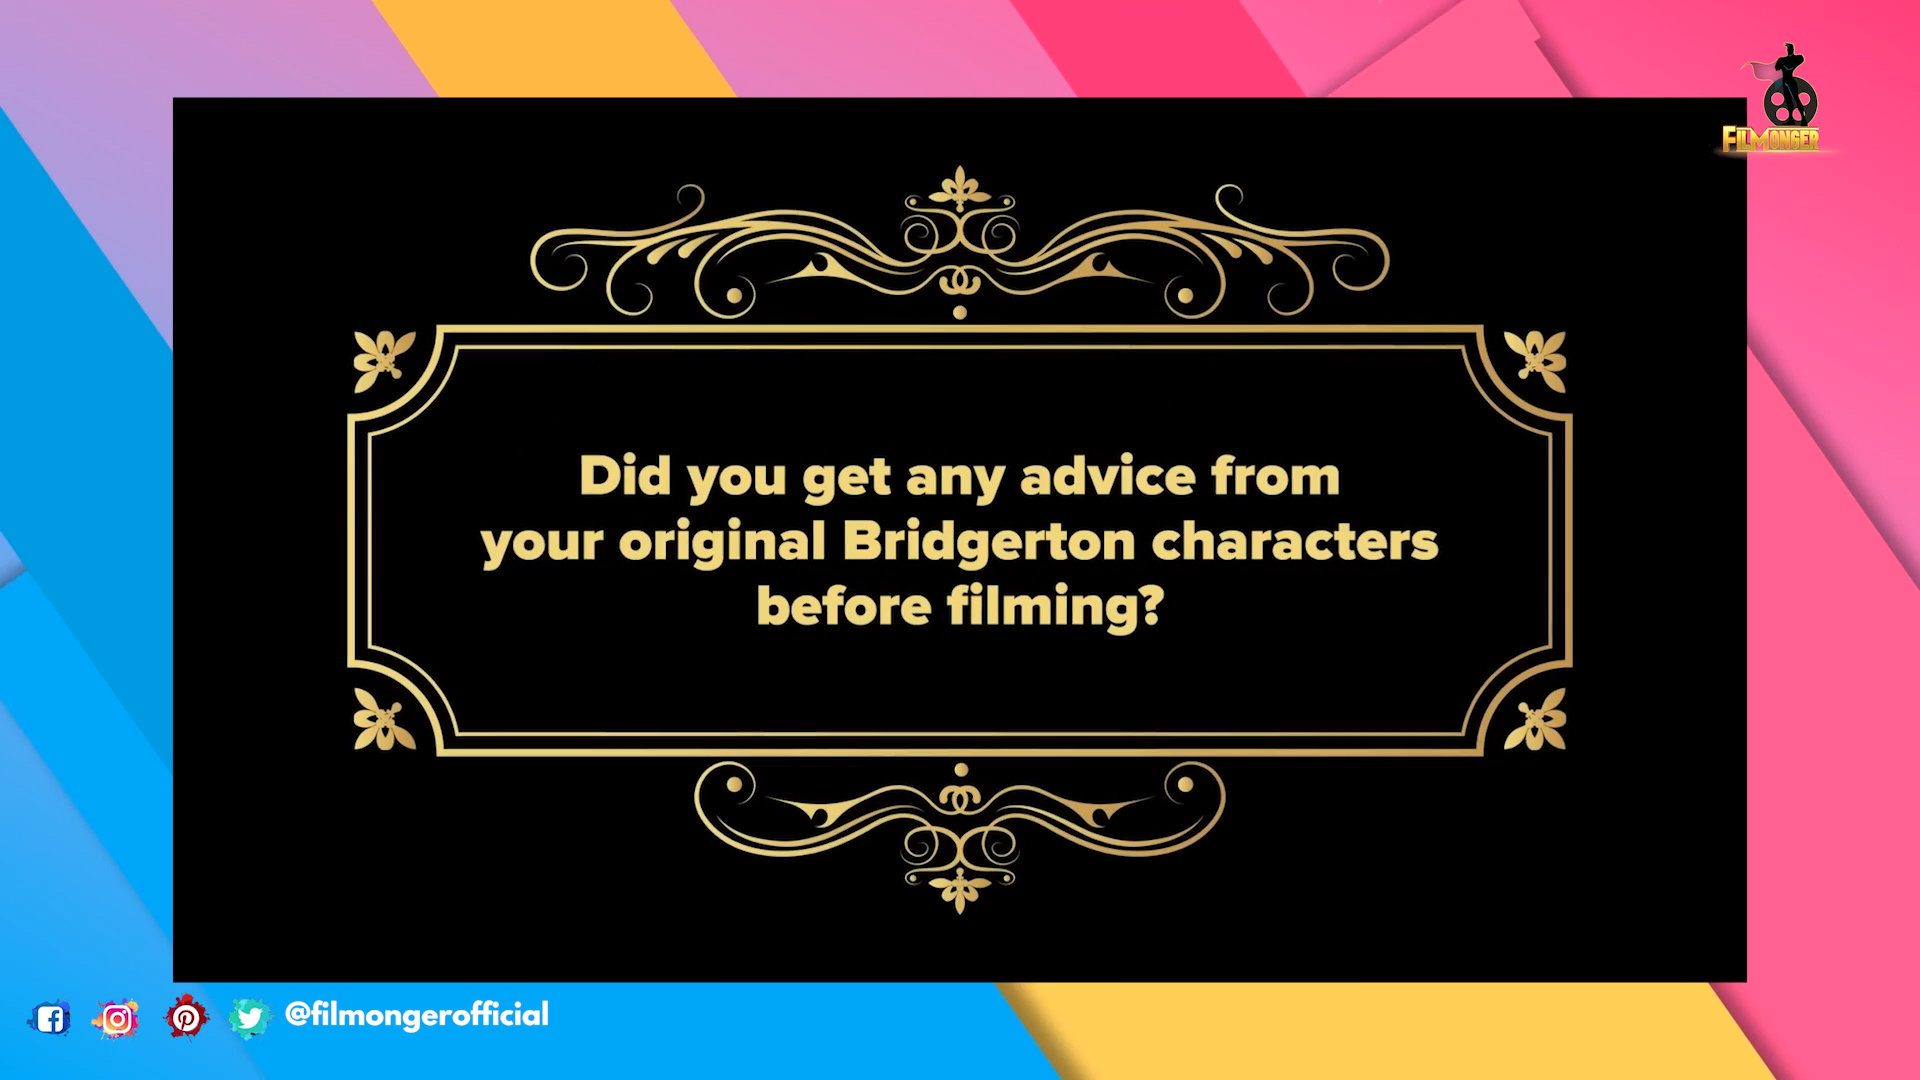 FILMONGER
Did you get any advice from
your original Bridgerton characters
before filming?
@filmongerofficial